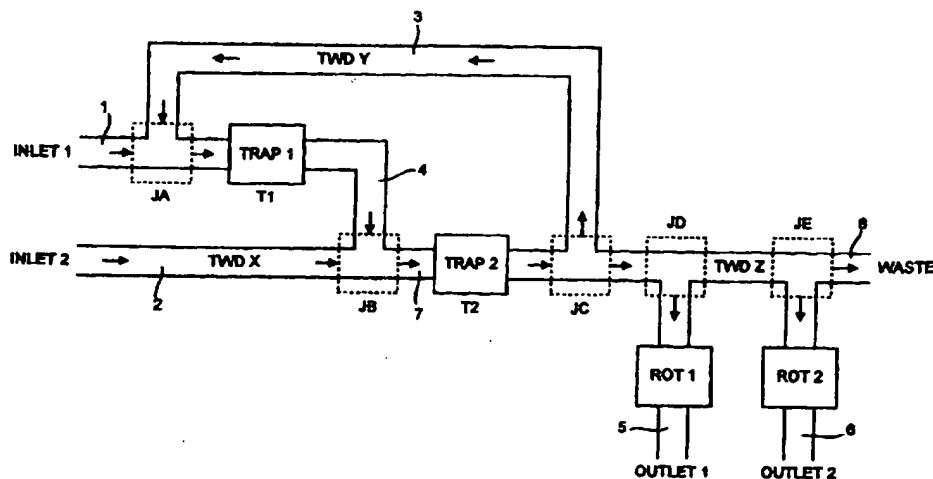 3
TWD Y
1
INLET 1
TRAP 1
4
JA
T1
JD
JE
8
INLET 2
TWD X
TRAP 2
TWD Z
WASTE
2
JB
7
T2
JC
ROT 1
ROT 2
5
6
OUTLET 1
OUTLET 2